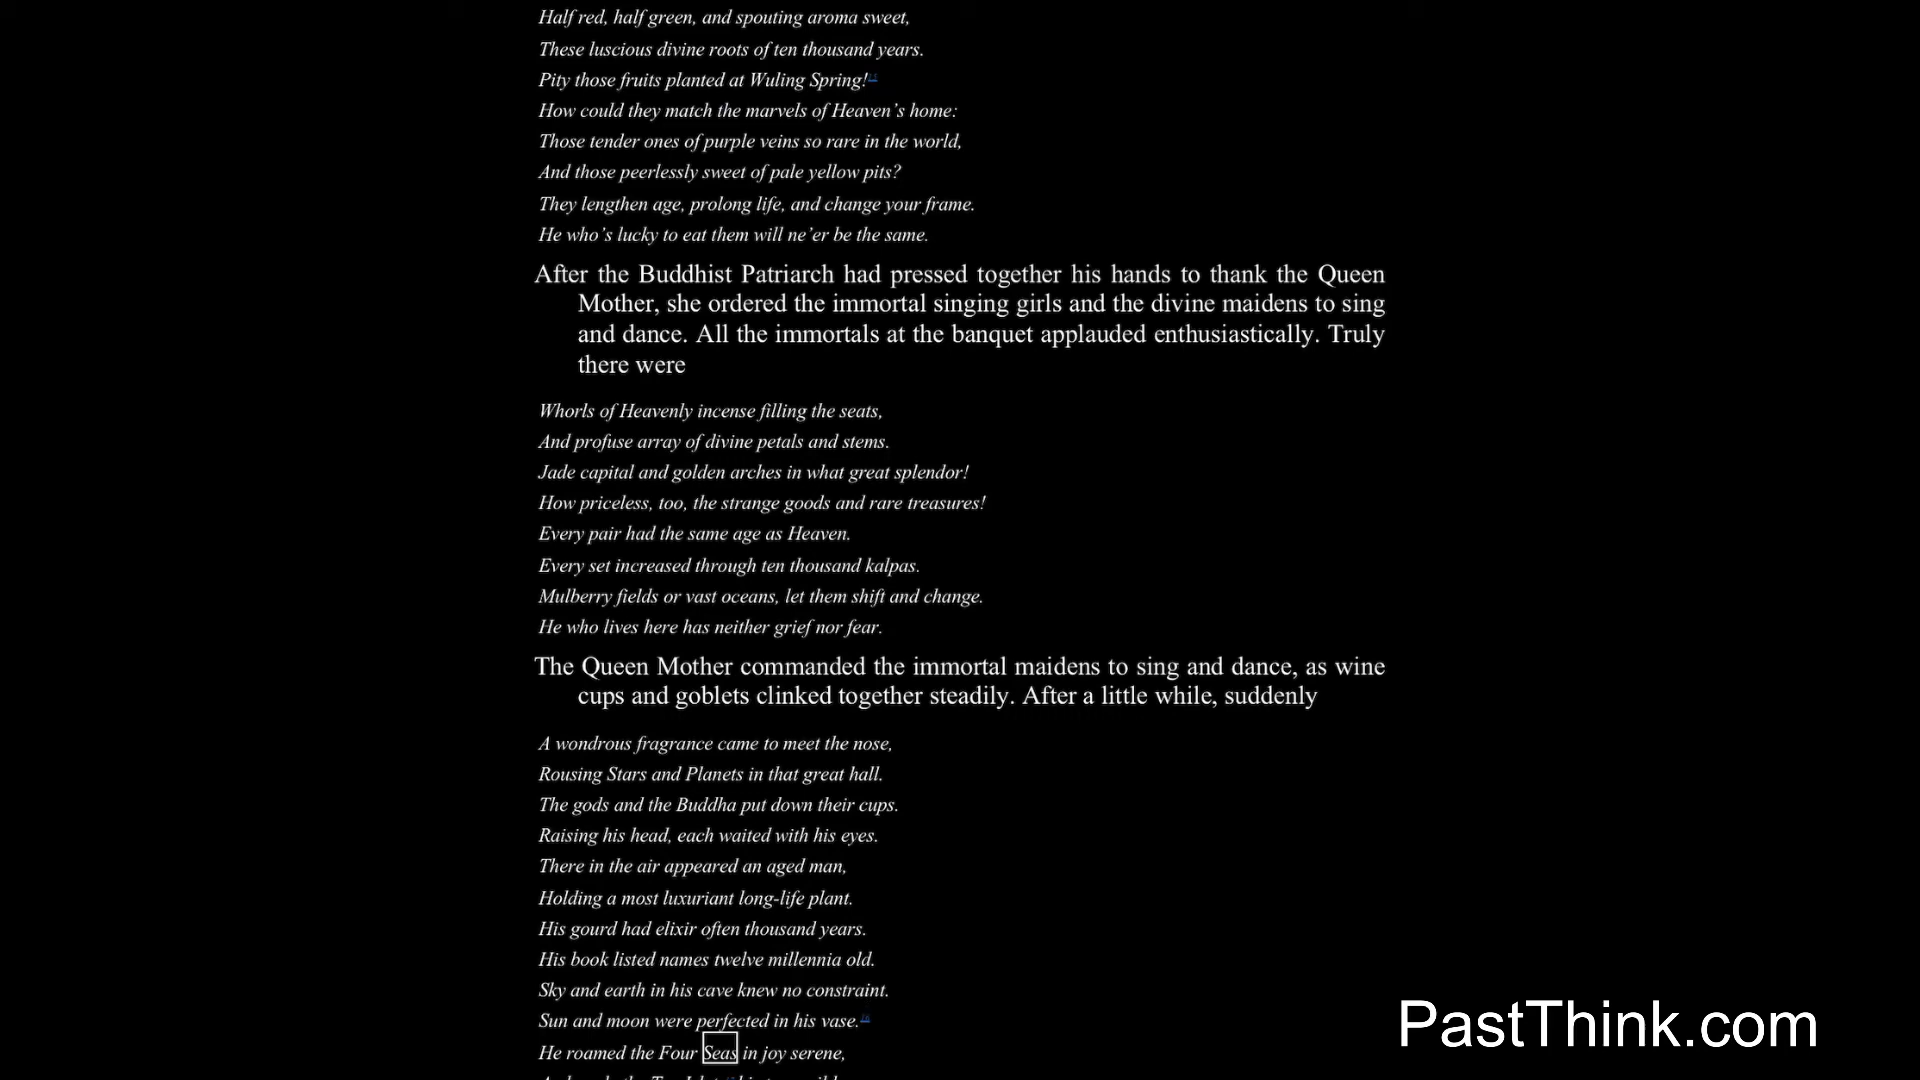 Half red, half green, and spouting aroma sweet,
These luscious divine roots of ten thousand years.
Pity those fruits planted at Wuling Spring!
How could they match the marvels of Heaven’s home:
Those tender ones of purple veins so rare in the world,
And those peerlessly sweet of pale yellow pits?
They lengthen age, prolong life, and change your frame.
He who’s lucky to eat them will ne’er be the same.
After the Buddhist Patriarch had pressed together his hands to thank the Queen
Mother, she ordered the immortal singing girls and the divine maidens to sing
and dance. All the immortals at the banquet applauded enthusiastically. Truly
there were
Whorls of Heavenly incense filling the seats,
And profuse array of divine petals and stems.
Jade capital and golden arches in what great splendor!
How priceless, too, the strange goods and rare treasures!
Every pair had the same age as Heaven.
Every set increased through ten thousand kalpas.
Mulberry fields or vast oceans, let them shift and change.
He who lives here has neither grief nor fear.
The Queen Mother commanded the immortal maidens to sing and dance, as wine
cups and goblets clinked together steadily. After a little while, suddenly
A wondrous fragrance came to meet the nose,
Rousing Stars and Planets in that great hall.
The gods and the Buddha put down their cups.
Raising his head, each waited with his eyes.
There in the air appeared an aged man,
Holding a most luxuriant long-life plant.
His gourd had elixir often thousand years.
His book listed names twelve millennia old.
Sky and earth in his cave knew no constraint.
Sun and moon were perfected in his vase.
He roamed the Four Seas in joy serene,
PastThink.com